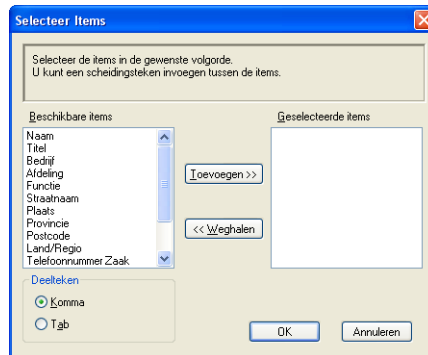 Selecteer Items
Selecteer de items in de gewenste volgorde.
U kunt een scheidingsteken invoegen tussen de items.
Beschikbare items
Geselecteerde items
Naam
Titel
Bedrijf
Afdeling
Functie
Straatnaam
Plaats
Provincie
Postcode
Land/Regio
Telefoonnummer Zaak
Toevoegen >>
<< Weghalen
Deelteken
Komma
Tab
OK
Annuleren